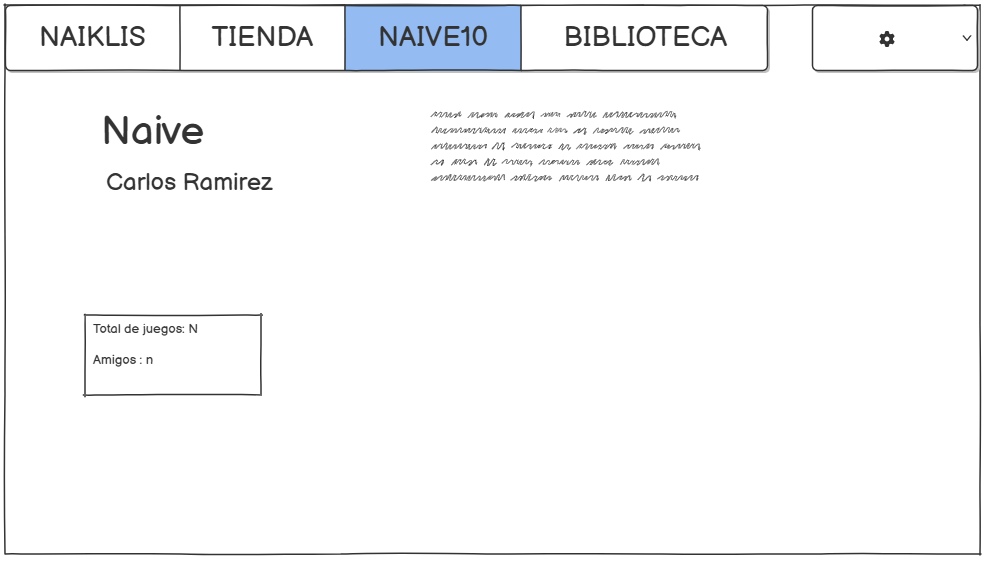 NAIKLIS TIENDA NAIVE10 BIBLIOTECA
Naive
Carlos Ramirez
Total de juegos: N
Amigos : n